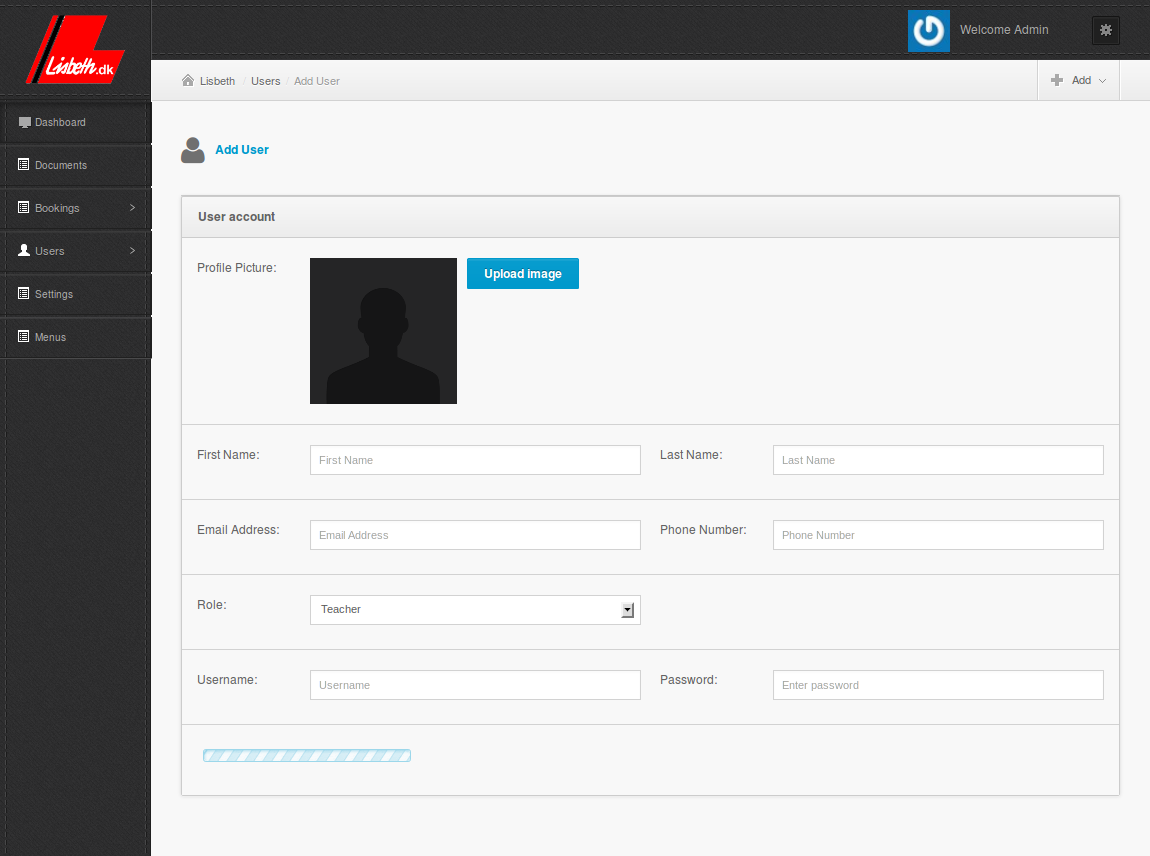 Lisbeth.dk
Welcome Admin
Lisbeth / Users / Add User
Add
Dashboard
Documents
Bookings
Users
Settings
Menus
Add User
User account
Profile Picture:
Upload image
First Name: First Name Last Name: Last Name
Email Address: Email Address Phone Number: Phone Number
Role: Teacher
Username: Username Password: Enter password